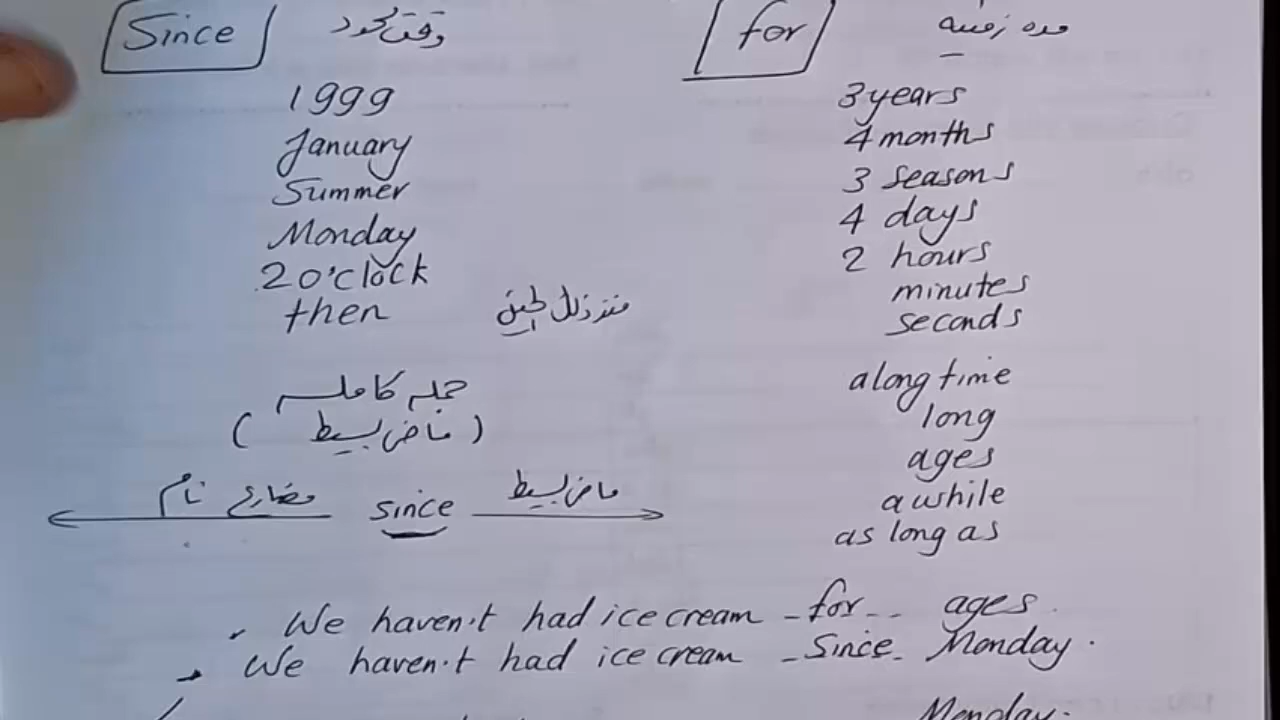 Since وقت محدد
1999
January
Summer
Monday
2 o'clock
then منذ ذلك الحين
جملة كاملة
( ماضي بسيط )
مضارع تام since ماضي بسيط
for مدة زمنية
3 years
4 months
3 seasons
4 days
2 hours
minutes
seconds
a long time
long
ages
a while
as long as
We haven't had ice cream -for-- ages.
We haven't had ice cream -Since- Monday.
Monday.